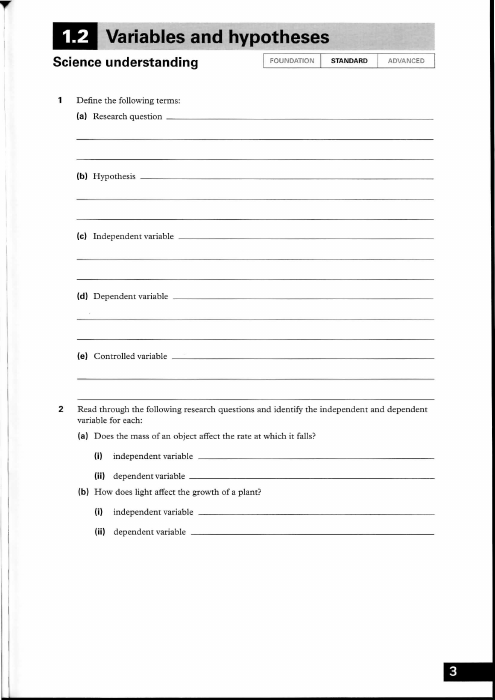 1.2 Variables and hypotheses
Science understanding
FOUNDATION STANDARD ADVANCED
1 Define the following terms:
(a) Research question
(b) Hypothesis
(c) Independent variable
(d) Dependent variable
(e) Controlled variable
2 Read through the following research questions and identify the independent and dependent
variable for each:
(a) Does the mass of an object affect the rate at which it falls?
(i) independent variable
(ii) dependent variable
(b) How does light affect the growth of a plant?
(i) independent variable
(ii) dependent variable
3